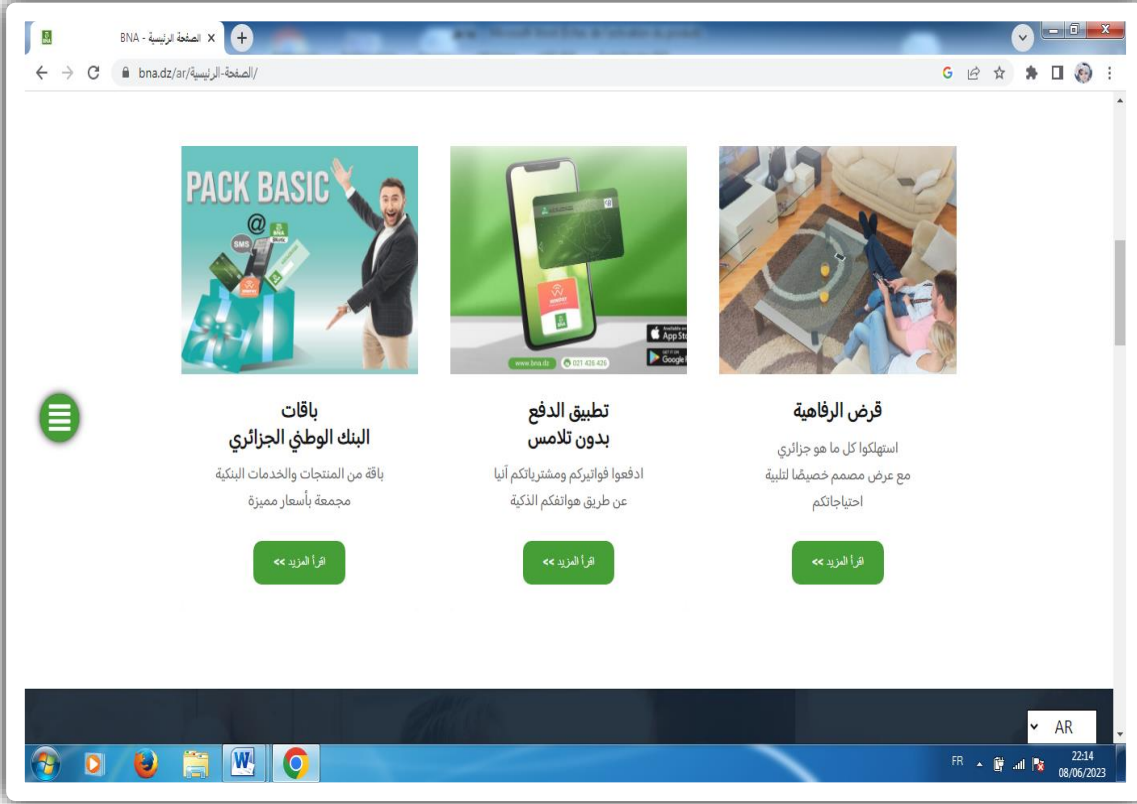 الصفحة الرئيسية - BNA
bna.dz/ar/الصفحة-الرئيسية/
PACK BASIC
@
SMS
BNA
BNA
www.bna.dz
021 426 426
App Sto
Google
قرض الرفاهية
استهلكوا كل ما هو جزائري
مع عرض مصمم خصيصًا لتلبية
احتياجاتكم
اقرأ المزيد >>
تطبيق الدفع
بدون تلامس
ادفعوا فواتيركم ومشترياتكم آنيا
عن طريق هواتفكم الذكية
اقرأ المزيد >>
باقات
البنك الوطني الجزائري
باقة من المنتجات والخدمات البنكية
مجمعة بأسعار مميزة
اقرأ المزيد >>
AR
FR
22:14
08/06/2023